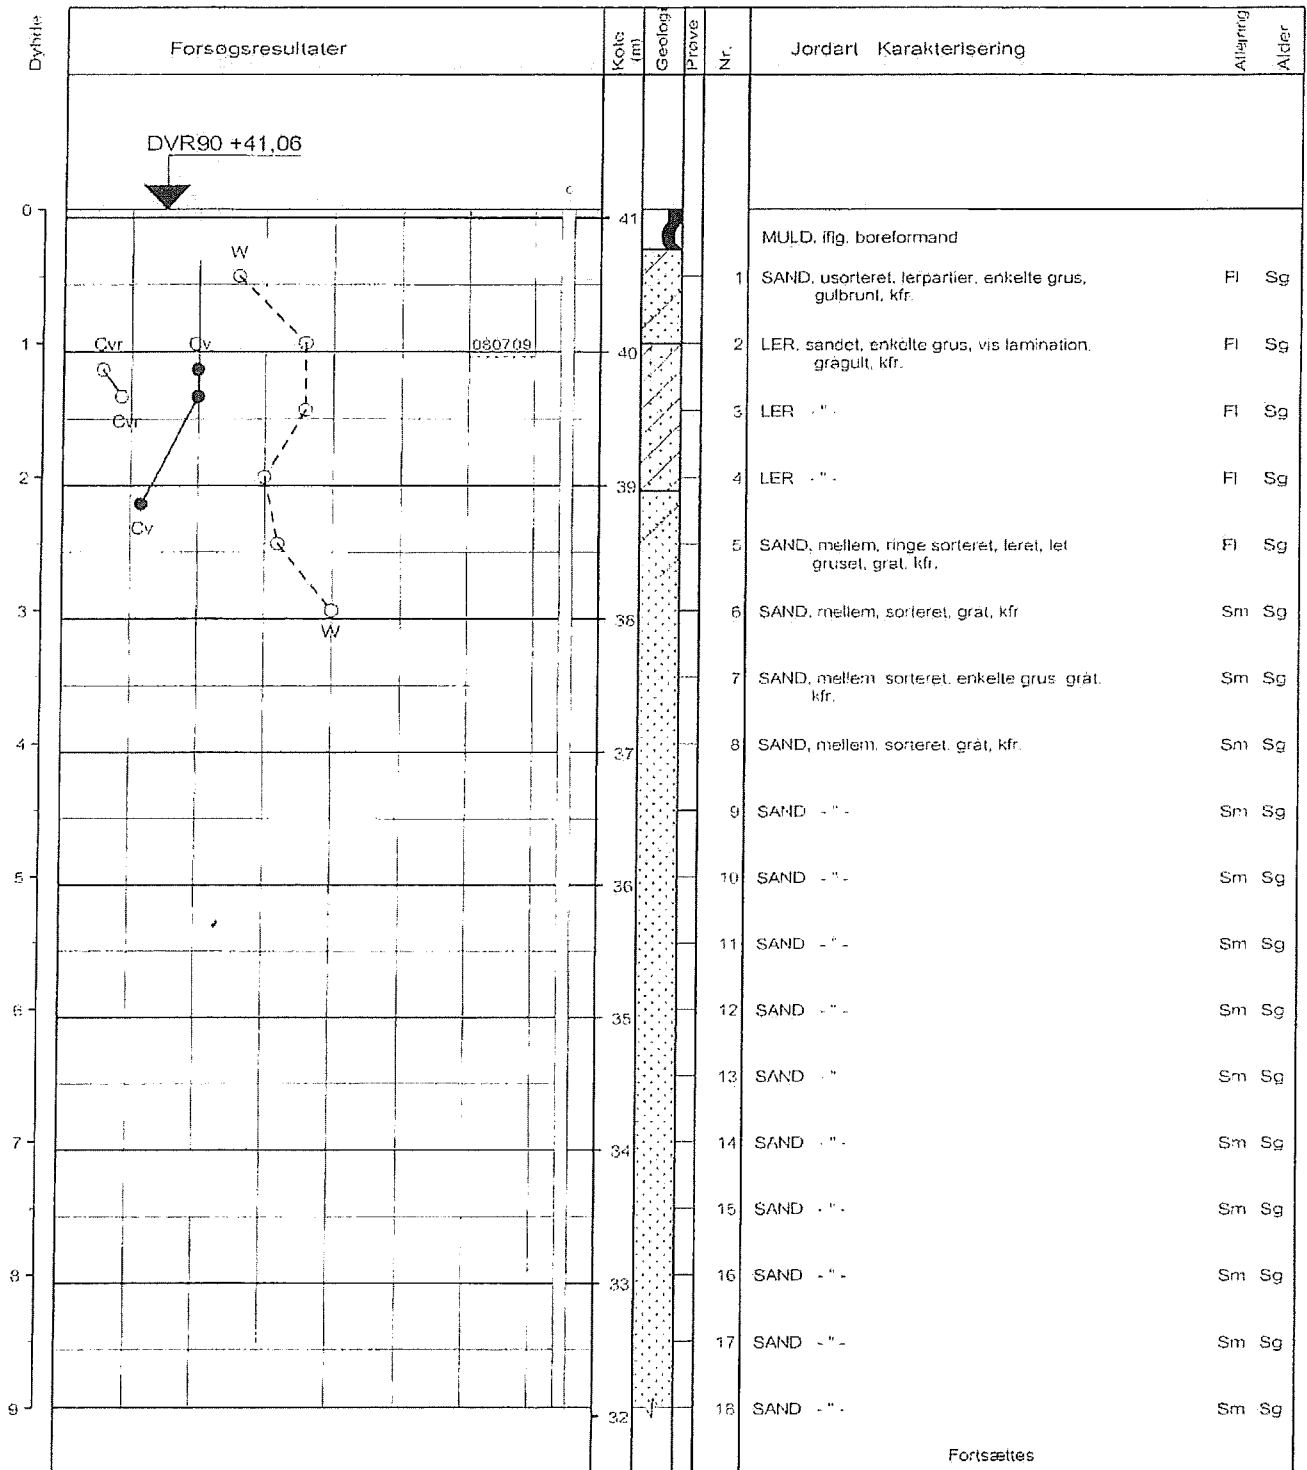 Dybde
Forsøgsresultater
Kote (m)
Geologi
Prøve
Nr.
Jordart Karakterisering
Aflejring
Alder
DVR90 +41,06
0
41
MULD, iflg. boreformand
W
1 SAND, usorteret, lerpartier, enkelte grus, Fl Sg
gulbrunt, kfr.
1
Cvr Cv
080709
40
2 LER, sandet, enkelte grus, vis lamination, Fl Sg
grågult, kfr.
Cvr
3 LER - " - Fl Sg
2
39
4 LER - " - Fl Sg
Cv
5 SAND, mellem, ringe sorteret, leret, let Fl Sg
gruset, gråt, kfr.
3
38
W
6 SAND, mellem, sorteret, gråt, kfr Sm Sg
7 SAND, mellem, sorteret, enkelte grus gråt, Sm Sg
kfr.
4
37
8 SAND, mellem, sorteret, gråt, kfr. Sm Sg
9 SAND - " - Sm Sg
5
36
10 SAND - " - Sm Sg
11 SAND - " - Sm Sg
6
35
12 SAND - " - Sm Sg
13 SAND - " Sm Sg
7
34
14 SAND - " - Sm Sg
15 SAND - " - Sm Sg
8
33
16 SAND - " - Sm Sg
17 SAND - " - Sm Sg
9
32
18 SAND - " - Sm Sg
Fortsættes